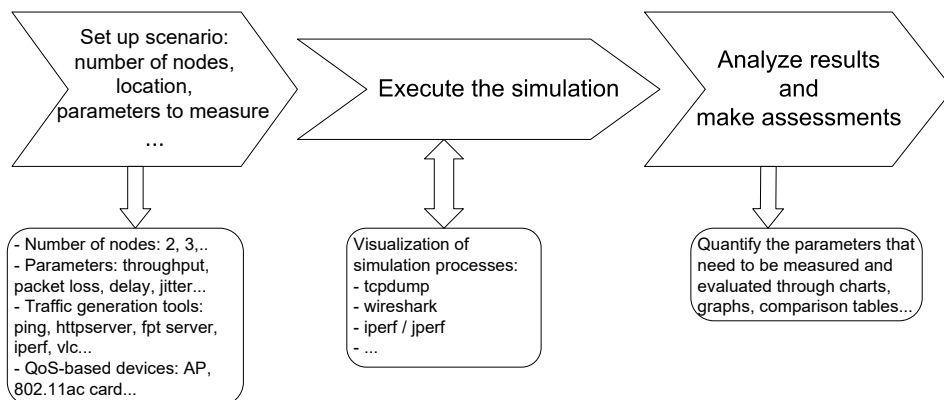 Set up scenario:
number of nodes,
location,
parameters to measure
...
Execute the simulation
Analyze results
and
make assessments
- Number of nodes: 2, 3,..
- Parameters: throughput,
packet loss, delay, jitter...
- Traffic generation tools:
ping, httpserver, fpt server,
iperf, vlc...
- QoS-based devices: AP,
802.11ac card...
Visualization of
simulation processes:
- tcpdump
- wireshark
- iperf / jperf
- ...
Quantify the parameters that
need to be measured and
evaluated through charts,
graphs, comparison tables...